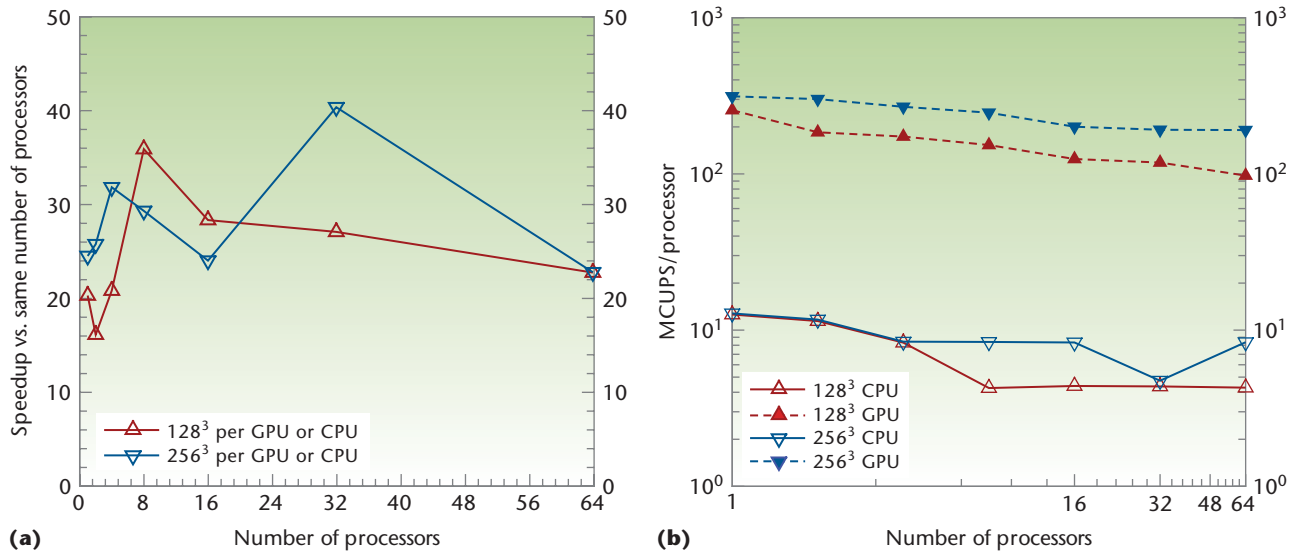 50
40
30
20
10
0
Speedup vs. same number of processors
50
40
30
20
10
0
128³ per GPU or CPU
256³ per GPU or CPU
0 8 16 24 32 40 48 56 64
Number of processors
(a)
10³
10²
10¹
10⁰
MCUPS/processor
10³
10²
10¹
10⁰
128³ CPU
128³ GPU
256³ CPU
256³ GPU
1 16 32 48 64
Number of processors
(b)